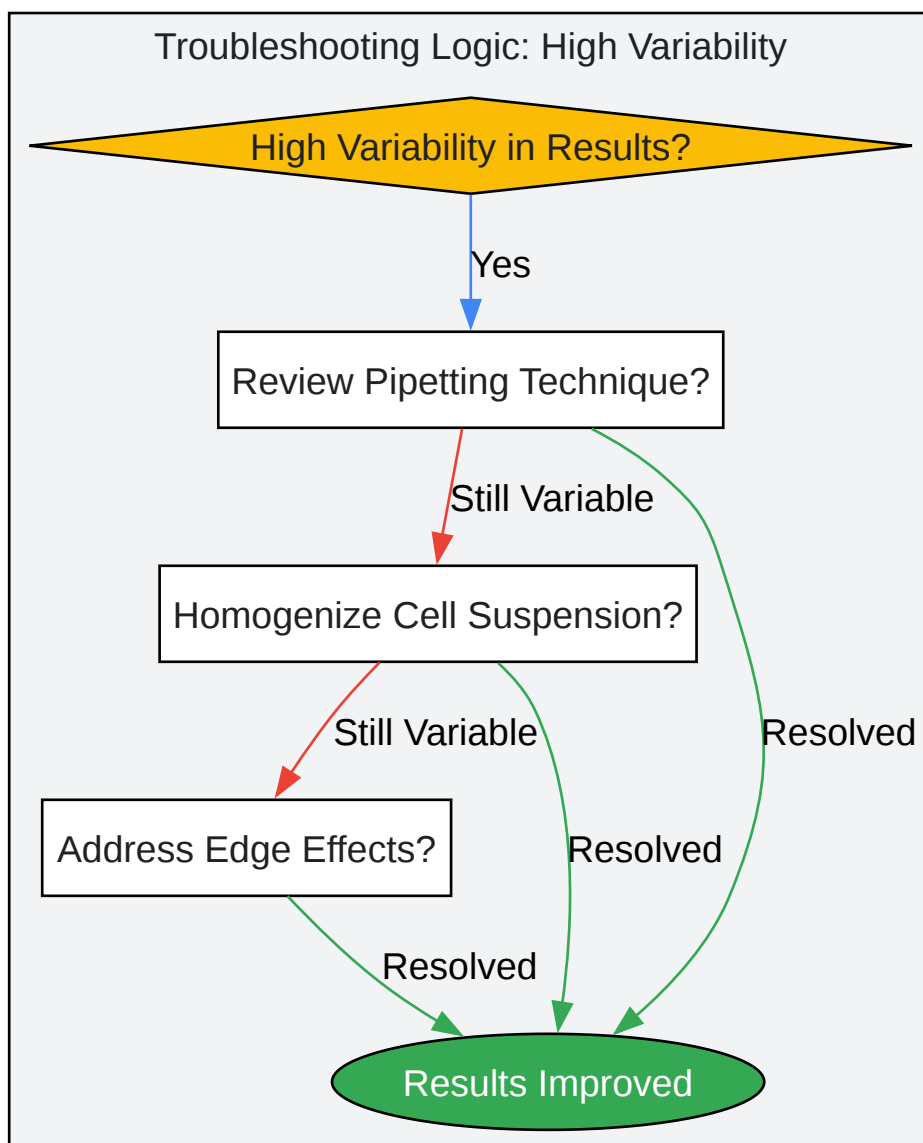 Troubleshooting Logic: High Variability
High Variability in Results?
Yes
Review Pipetting Technique?
Still Variable
Homogenize Cell Suspension?
Still Variable
Resolved
Address Edge Effects?
Resolved
Resolved
Results Improved